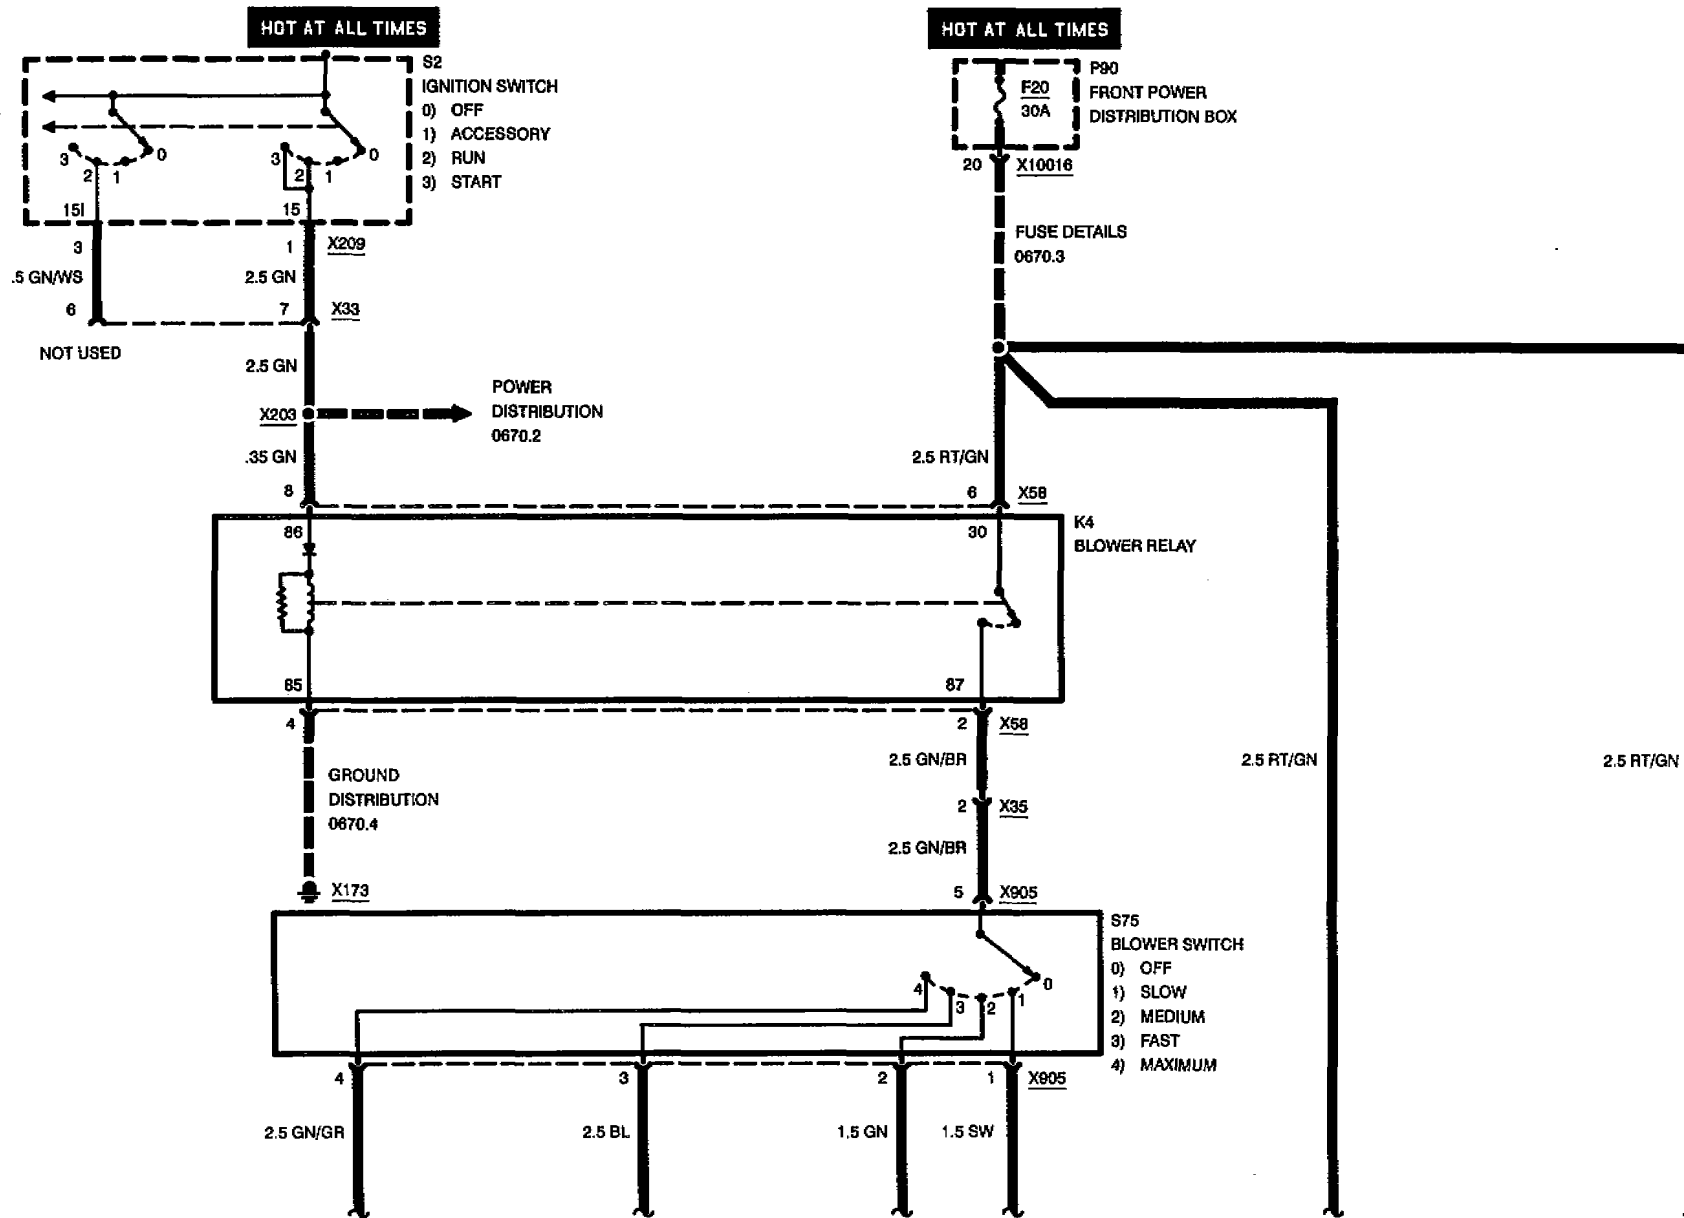 HOT AT ALL TIMES
HOT AT ALL TIMES
S2
IGNITION SWITCH
0) OFF
1) ACCESSORY
2) RUN
3) START
3
2
1
0
3
2
1
0
15I
15
3
1
X209
.5 GN/WS
2.5 GN
6
7
X33
NOT USED
P90
FRONT POWER
DISTRIBUTION BOX
F20
30A
20
X10016
FUSE DETAILS
0670.3
2.5 GN
X203
POWER
DISTRIBUTION
0670.2
.35 GN
2.5 RT/GN
8
6
X58
86
30
K4
BLOWER RELAY
85
87
4
2
X58
GROUND
DISTRIBUTION
0670.4
2.5 GN/BR
2.5 RT/GN
2.5 RT/GN
2
X35
2.5 GN/BR
X173
5
X905
S75
BLOWER SWITCH
0) OFF
1) SLOW
2) MEDIUM
3) FAST
4) MAXIMUM
4
3
2
1
0
4
3
2
1
X905
2.5 GN/GR
2.5 BL
1.5 GN
1.5 SW